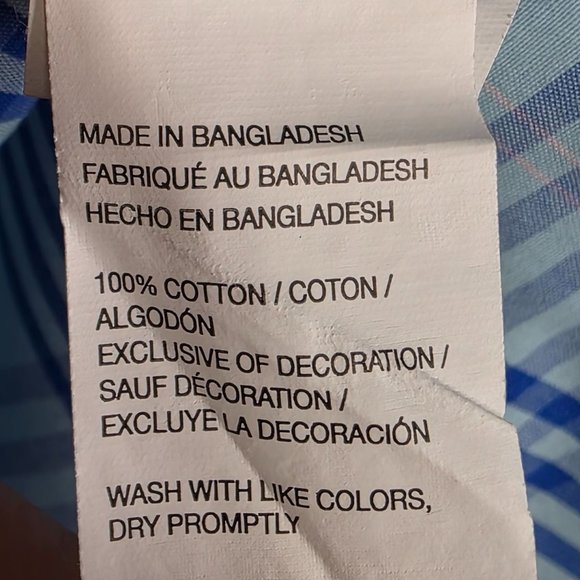 MADE IN BANGLADESH
FABRIQUÉ AU BANGLADESH
HECHO EN BANGLADESH
100% COTTON / COTON /
ALGODÓN
EXCLUSIVE OF DECORATION /
SAUF DÉCORATION /
EXCLUYE LA DECORACIÓN
WASH WITH LIKE COLORS,
DRY PROMPTLY